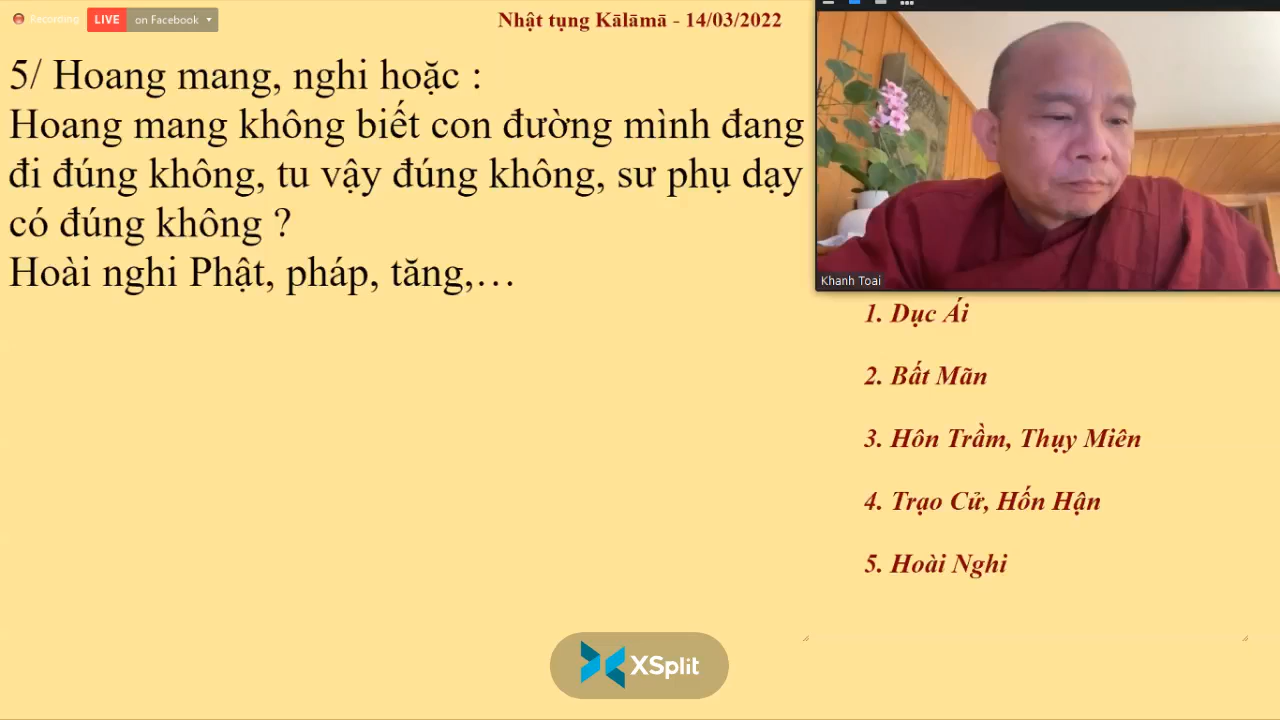 Recording
LIVE on Facebook
Nhật tụng Kālāmā - 14/03/2022
5/ Hoang mang, nghi hoặc :
Hoang mang không biết con đường mình đang
đi đúng không, tu vậy đúng không, sư phụ dạy
có đúng không ?
Hoài nghi Phật, pháp, tăng,…
Khanh Toai
1. Dục Ái
2. Bất Mãn
3. Hôn Trầm, Thụy Miên
4. Trạo Cử, Hốn Hận
5. Hoài Nghi
XSplit